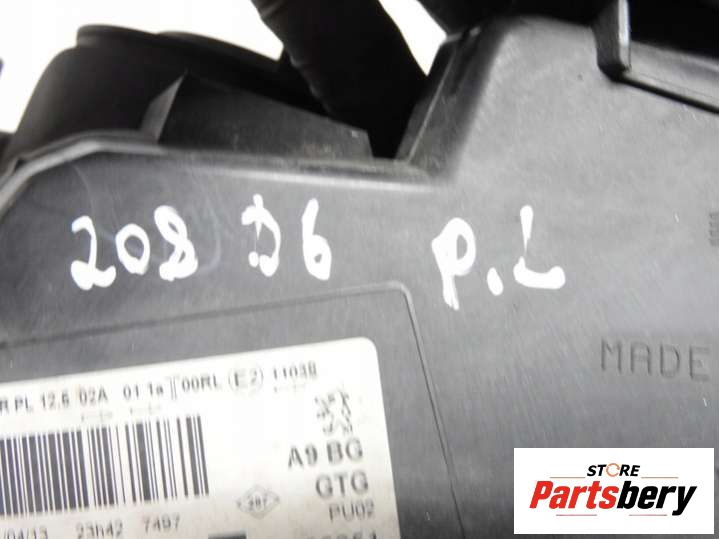 208 D6 P.L
MADE
R PL 12.6 02A 01 1a 00RL E2 11038
A9 BG
GTG
PU02
/04/13 23h42 7497
STORE
Partsbery